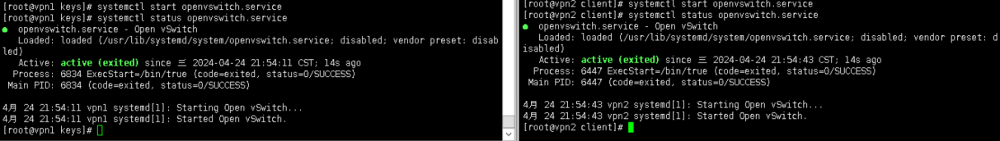 [root@vpn1 keys]# systemctl start openvswitch.service
[root@vpn1 keys]# systemctl status openvswitch.service
● openvswitch.service - Open vSwitch
Loaded: loaded (/usr/lib/systemd/system/openvswitch.service; disabled; vendor preset: disab
led)
Active: active (exited) since 三 2024-04-24 21:54:11 CST; 14s ago
Process: 6834 ExecStart=/bin/true (code=exited, status=0/SUCCESS)
Main PID: 6834 (code=exited, status=0/SUCCESS)
4月 24 21:54:11 vpn1 systemd[1]: Starting Open vSwitch...
4月 24 21:54:11 vpn1 systemd[1]: Started Open vSwitch.
[root@vpn1 keys]#
[root@vpn2 client]# systemctl start openvswitch.service
[root@vpn2 client]# systemctl status openvswitch.service
● openvswitch.service - Open vSwitch
Loaded: loaded (/usr/lib/systemd/system/openvswitch.service; disabled; vendor preset: d
isabled)
Active: active (exited) since 三 2024-04-24 21:54:43 CST; 14s ago
Process: 6447 ExecStart=/bin/true (code=exited, status=0/SUCCESS)
Main PID: 6447 (code=exited, status=0/SUCCESS)
4月 24 21:54:43 vpn2 systemd[1]: Starting Open vSwitch...
4月 24 21:54:43 vpn2 systemd[1]: Started Open vSwitch.
[root@vpn2 client]#